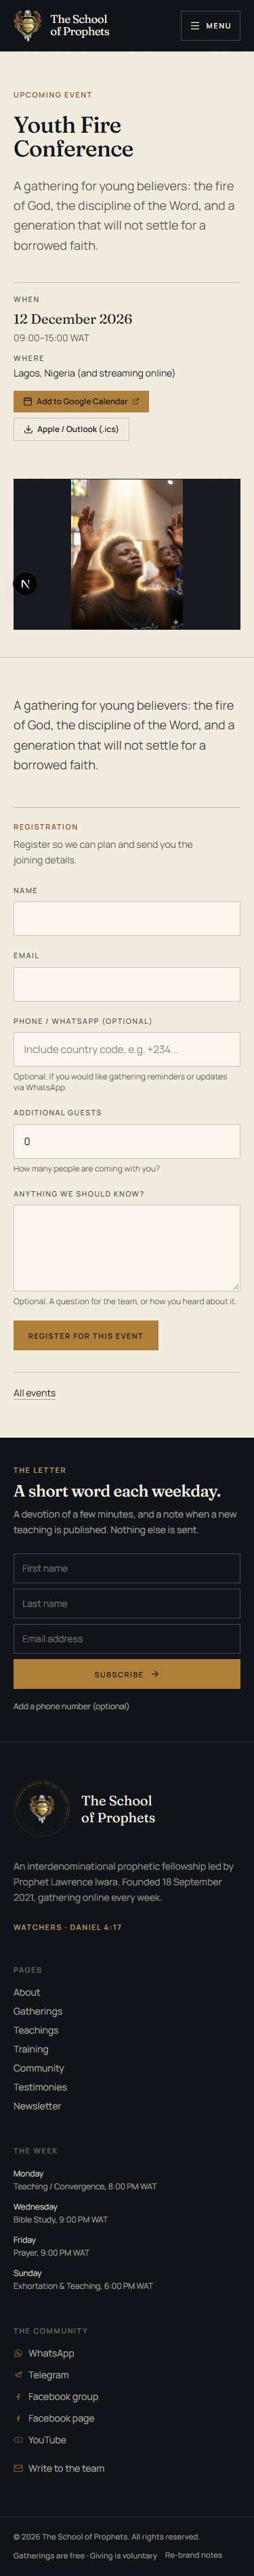 The School
of Prophets
MENU
UPCOMING EVENT
Youth Fire
Conference
A gathering for young believers: the fire
of God, the discipline of the Word, and a
generation that will not settle for a
borrowed faith.
WHEN
12 December 2026
09:00–15:00 WAT
WHERE
Lagos, Nigeria (and streaming online)
Add to Google Calendar
Apple / Outlook (.ics)
N
A gathering for young believers: the fire
of God, the discipline of the Word, and a
generation that will not settle for a
borrowed faith.
REGISTRATION
Register so we can plan and send you the
joining details.
NAME
EMAIL
PHONE / WHATSAPP (OPTIONAL)
Include country code, e.g. +234...
Optional. If you would like gathering reminders or updates
via WhatsApp.
ADDITIONAL GUESTS
0
How many people are coming with you?
ANYTHING WE SHOULD KNOW?
Optional. A question for the team, or how you heard about it.
REGISTER FOR THIS EVENT
All events
THE LETTER
A short word each weekday.
A devotion of a few minutes, and a note when a new
teaching is published. Nothing else is sent.
First name
Last name
Email address
SUBSCRIBE
Add a phone number (optional)
The School
of Prophets
An interdenominational prophetic fellowship led by
Prophet Lawrence Iwara. Founded 18 September
2021, gathering online every week.
WATCHERS · DANIEL 4:17
PAGES
About
Gatherings
Teachings
Training
Community
Testimonies
Newsletter
THE WEEK
Monday
Teaching / Convergence, 8:00 PM WAT
Wednesday
Bible Study, 9:00 PM WAT
Friday
Prayer, 9:00 PM WAT
Sunday
Exhortation & Teaching, 6:00 PM WAT
THE COMMUNITY
WhatsApp
Telegram
Facebook group
Facebook page
YouTube
Write to the team
© 2026 The School of Prophets. All rights reserved.
Gatherings are free · Giving is voluntary Re-brand notes